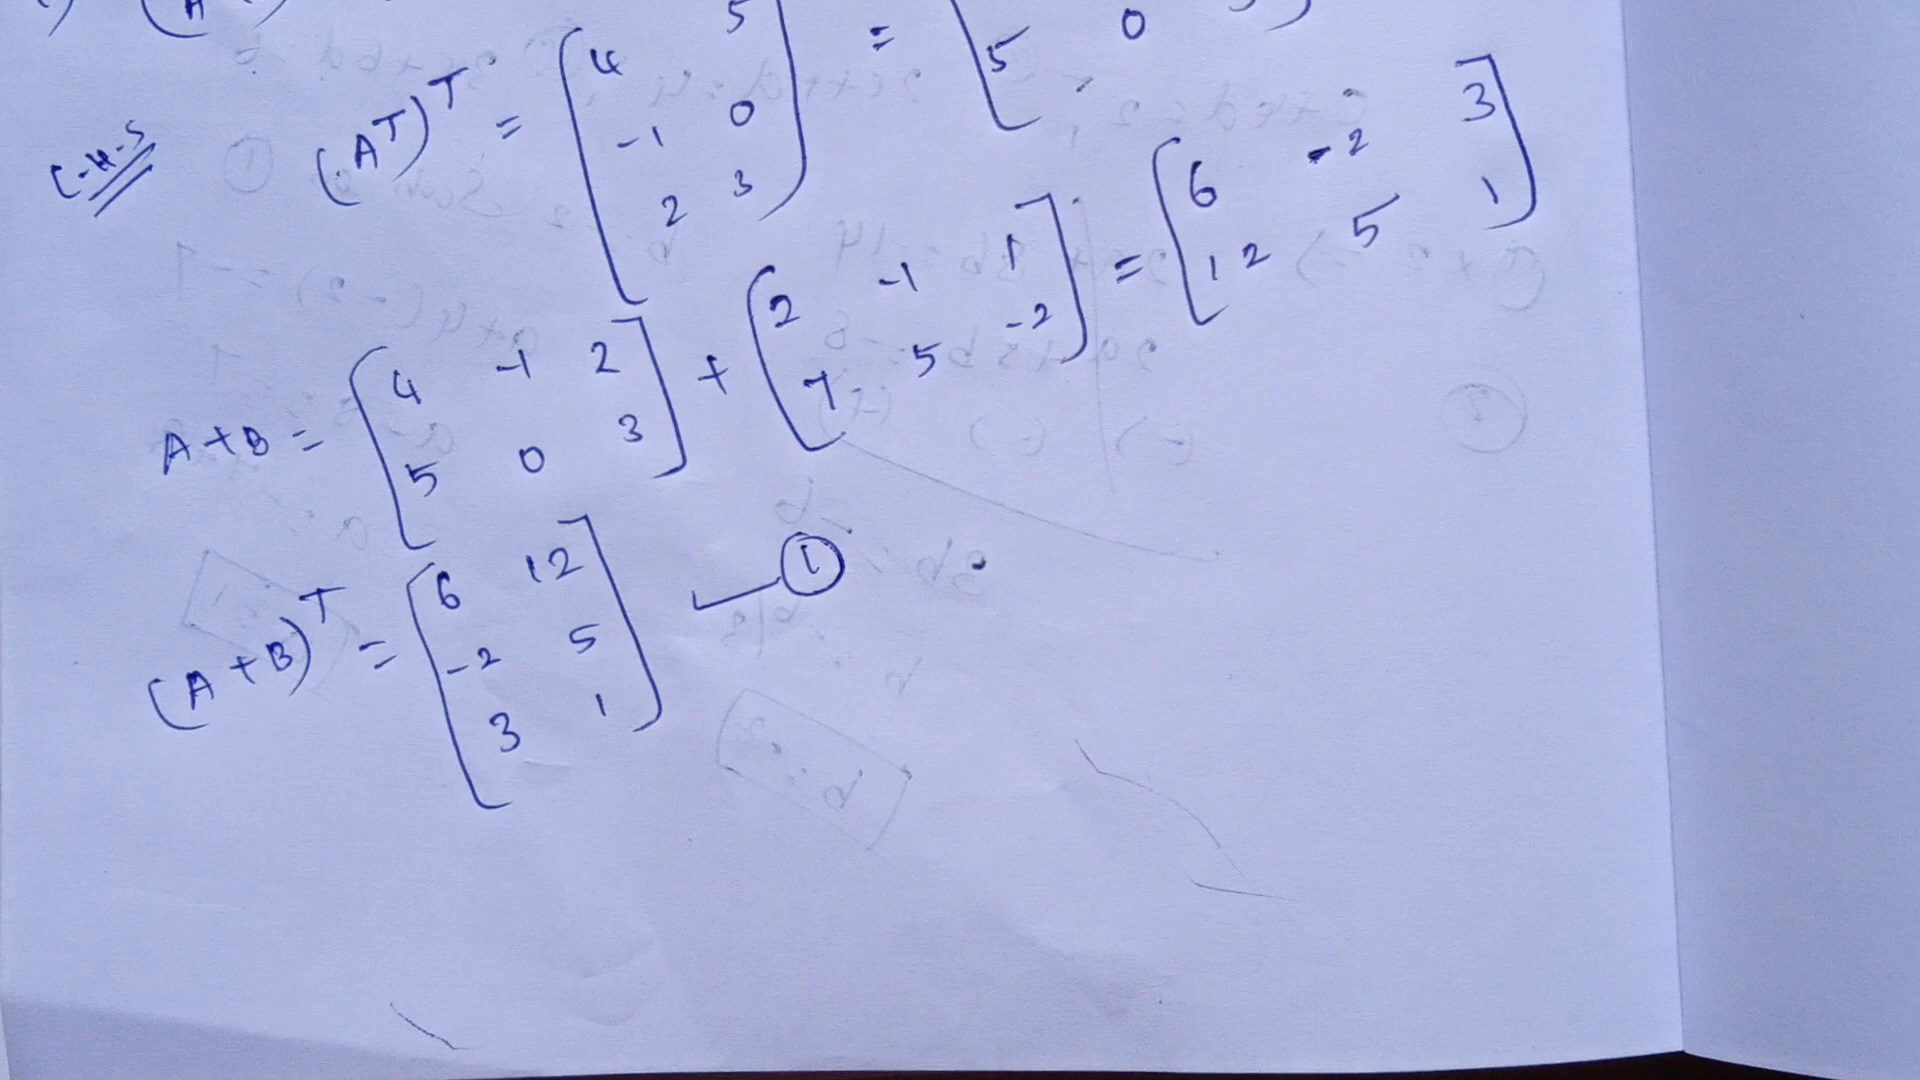 (A^T)^T = [4 5; -1 0; 2 3] = [5 0
L.H.S
A+B = [4 -1 2; 5 0 3] + [2 -1 1; 7 5 -2] = [6 -2 3; 12 5 1]
(A+B)^T = [6 12; -2 5; 3 1] — ①